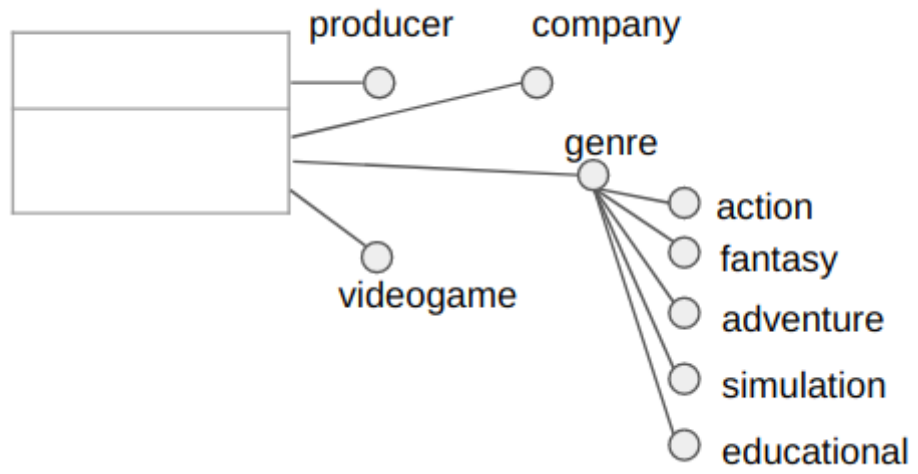 producer
company
genre
action
fantasy
adventure
simulation
educational
videogame